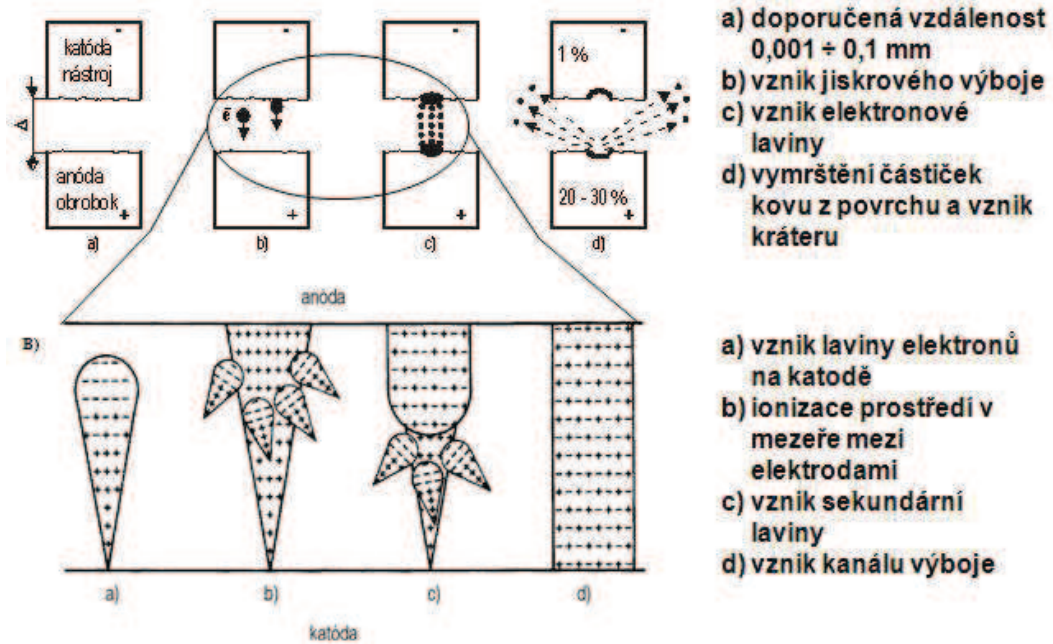 katóda
nástroj
-
Δ
anóda
obrobok
+
a)
-
ē
+
b)
-
+
c)
-
1 %
20 - 30 %
+
d)
a) doporučená vzdálenost
0,001 ÷ 0,1 mm
b) vznik jiskrového výboje
c) vznik elektronové
laviny
d) vymrštění částiček
kovu z povrchu a vznik
kráteru
anóda
B)
a)
b)
c)
d)
katóda
a) vznik laviny elektronů
na katodě
b) ionizace prostředí v
mezeře mezi
elektrodami
c) vznik sekundární
laviny
d) vznik kanálu výboje